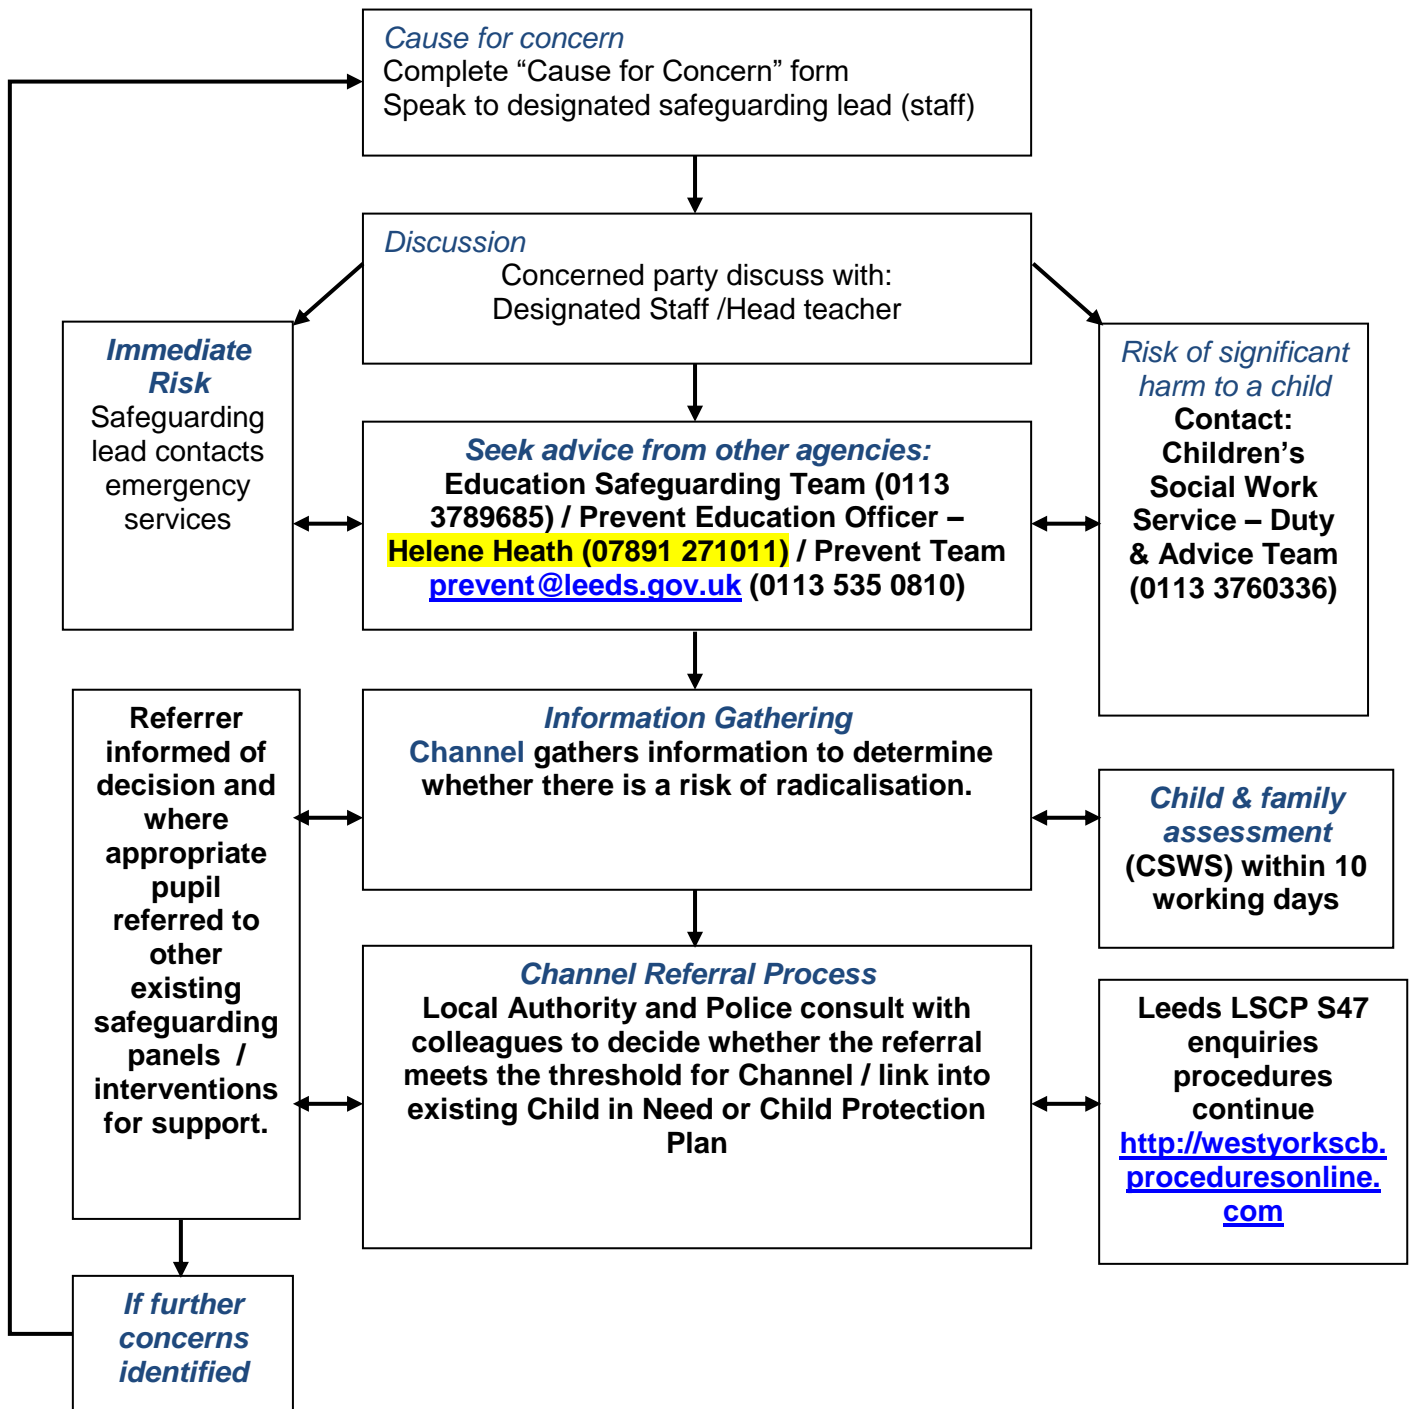 Cause for concern
Complete “Cause for Concern” form
Speak to designated safeguarding lead (staff)
Discussion
Concerned party discuss with:
Designated Staff /Head teacher
Immediate
Risk
Safeguarding
lead contacts
emergency
services
Risk of significant
harm to a child
Contact:
Children’s
Social Work
Service – Duty
& Advice Team
(0113 3760336)
Seek advice from other agencies:
Education Safeguarding Team (0113
3789685) / Prevent Education Officer –
Helene Heath (07891 271011) / Prevent Team
prevent@leeds.gov.uk (0113 535 0810)
Referrer
informed of
decision and
where
appropriate
pupil
referred to
other
existing
safeguarding
panels /
interventions
for support.
Information Gathering
Channel gathers information to determine
whether there is a risk of radicalisation.
Child & family
assessment
(CSWS) within 10
working days
Channel Referral Process
Local Authority and Police consult with
colleagues to decide whether the referral
meets the threshold for Channel / link into
existing Child in Need or Child Protection
Plan
Leeds LSCP S47
enquiries
procedures
continue
http://westyorkscb.
proceduresonline.
com
If further
concerns
identified